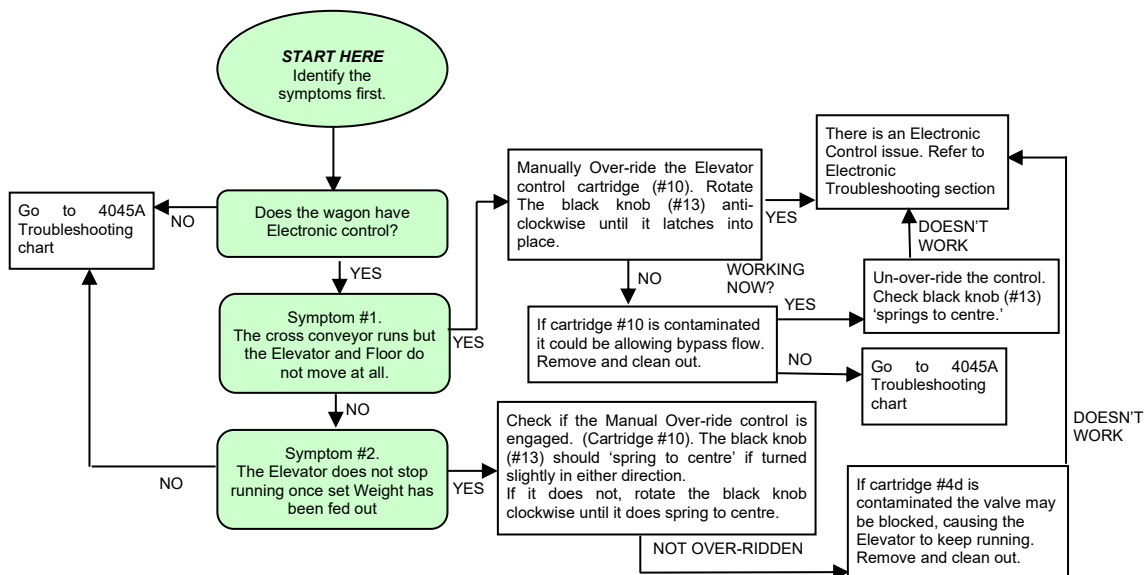 START HERE
Identify the
symptoms first.
Does the wagon have
Electronic control?
NO
Go to 4045A
Troubleshooting
chart
YES
Symptom #1.
The cross conveyor runs but
the Elevator and Floor do
not move at all.
YES
Manually Over-ride the Elevator
control cartridge (#10). Rotate
The black knob (#13) anti-
clockwise until it latches into
place.
YES
There is an Electronic
Control issue. Refer to
Electronic
Troubleshooting section
NO
WORKING
NOW?
If cartridge #10 is contaminated
it could be allowing bypass flow.
Remove and clean out.
YES
Un-over-ride the control.
Check black knob (#13)
‘springs to centre.’
DOESN'T
WORK
NO
Go to 4045A
Troubleshooting
chart
NO
Symptom #2.
The Elevator does not stop
running once set Weight has
been fed out
NO
YES
Check if the Manual Over-ride control is
engaged. (Cartridge #10). The black knob
(#13) should ‘spring to centre’ if turned
slightly in either direction.
If it does not, rotate the black knob
clockwise until it does spring to centre.
NOT OVER-RIDDEN
If cartridge #4d is
contaminated the valve may
be blocked, causing the
Elevator to keep running.
Remove and clean out.
DOESN'T
WORK